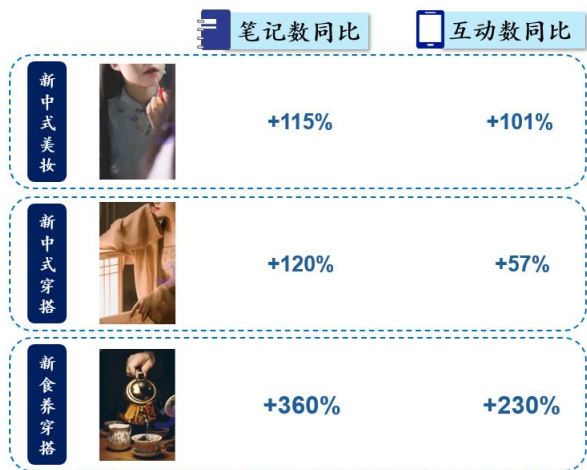 笔记数同比
互动数同比
新中式美妆
+115%
+101%
新中式穿搭
+120%
+57%
新食养穿搭
+360%
+230%